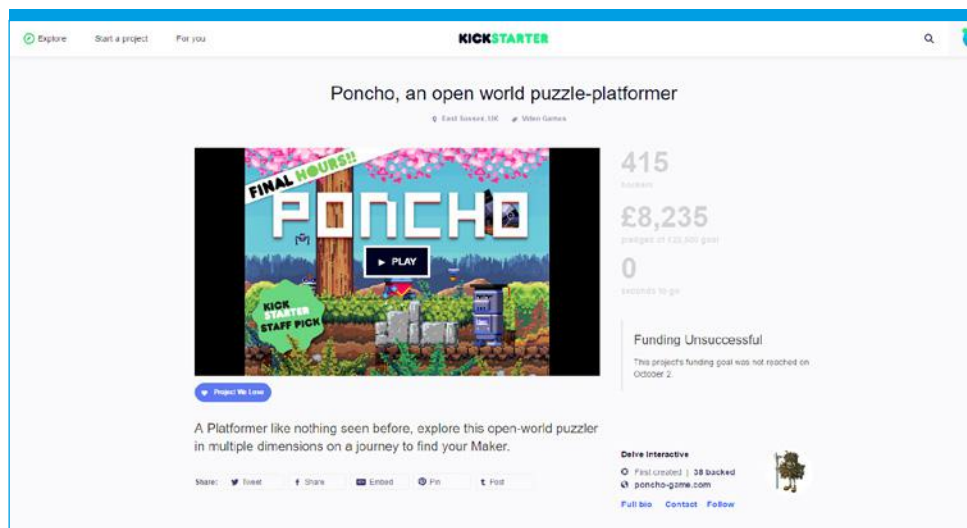 Explore Start a project For you KICKSTARTER
Poncho, an open world puzzle-platformer
East Sussex, UK Video Games
FINAL HOURS!!
PONCHO
PLAY
KICK
STARTER
STAFF PICK
415
backers
£8,235
pledged of goal
0
seconds to go
Funding Unsuccessful
This project's funding goal was not reached on
October 2.
Project We Love
A Platformer like nothing seen before, explore this open-world puzzler
in multiple dimensions on a journey to find your Maker.
Share: Tweet Share Embed Pin Post
Delve Interactive
First created | 38 backed
poncho-game.com
Full bio Contact Follow